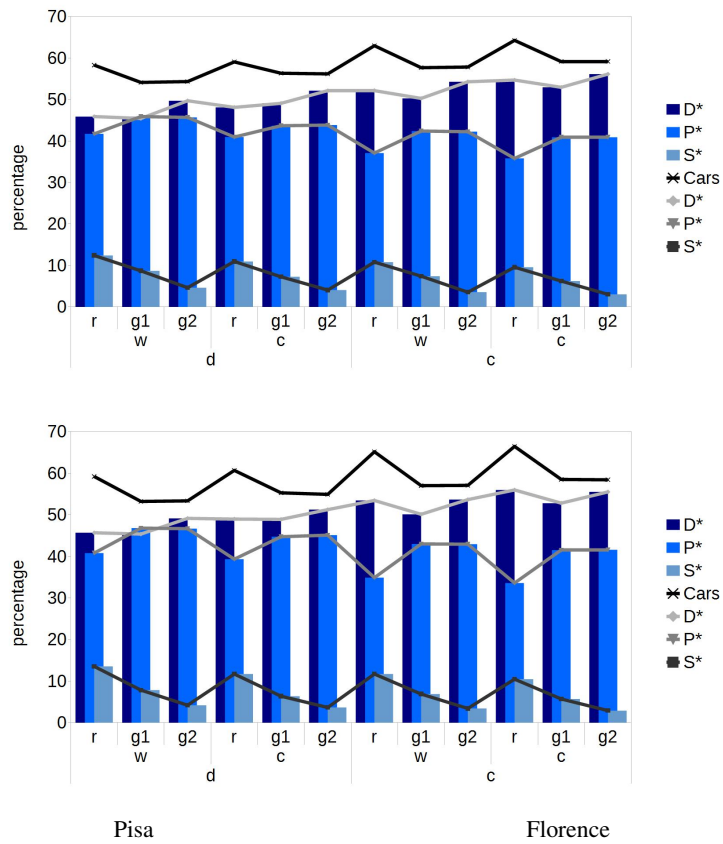 70
60
50
40
30
20
10
0
percentage
r g1 g2 r g1 g2 r g1 g2 r g1 g2
w c w c
d c
D*
P*
S*
Cars
D*
P*
S*
70
60
50
40
30
20
10
0
percentage
r g1 g2 r g1 g2 r g1 g2 r g1 g2
w c w c
d c
D*
P*
S*
Cars
D*
P*
S*
Pisa Florence